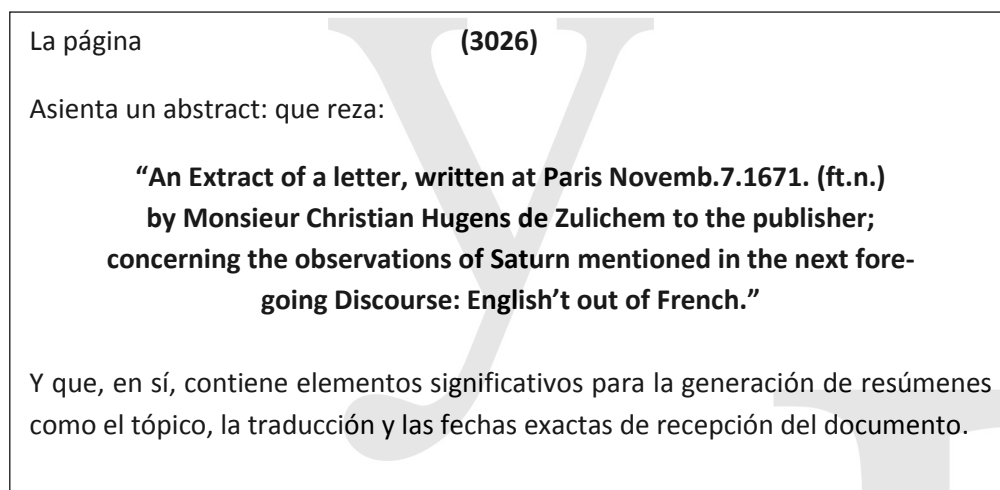 La página (3026)
Asienta un abstract: que reza:
“An Extract of a letter, written at Paris Novemb.7.1671. (ft.n.)
by Monsieur Christian Hugens de Zulichem to the publisher;
concerning the observations of Saturn mentioned in the next fore-
going Discourse: English’t out of French.”
Y que, en sí, contiene elementos significativos para la generación de resúmenes
como el tópico, la traducción y las fechas exactas de recepción del documento.